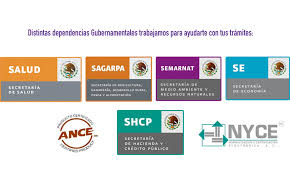 Distintas dependencias Gubernamentales trabajamos para ayudarte con tus trámites:
SALUD
SECRETARÍA
DE SALUD
SAGARPA
SECRETARÍA DE AGRICULTURA,
GANADERÍA, DESARROLLO RURAL,
PESCA Y ALIMENTACIÓN
SEMARNAT
SECRETARÍA DE
MEDIO AMBIENTE Y
RECURSOS NATURALES
SE
SECRETARÍA
DE ECONOMÍA
PRODUCTO CERTIFICADO
ANCE
SHCP
SECRETARÍA
DE HACIENDA Y
CRÉDITO PÚBLICO
NYCE